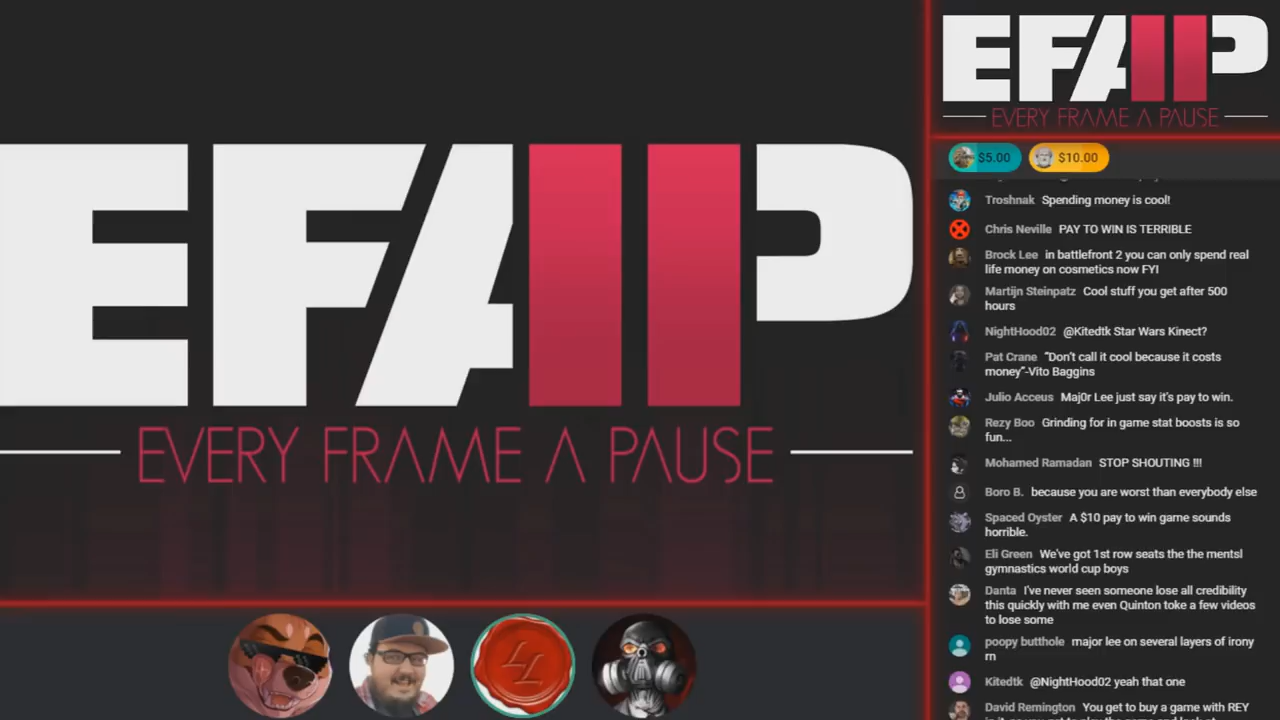 EFAP
EVERY FRAME A PAUSE
LL
EFAP
EVERY FRAME A PAUSE
$5.00 $10.00
Troshnak Spending money is cool!
Chris Neville PAY TO WIN IS TERRIBLE
Brock Lee in battlefront 2 you can only spend real
life money on cosmetics now FYI
Martijn Steinpatz Cool stuff you get after 500
hours
NightHood02 @Kitedtk Star Wars Kinect?
Pat Crane “Don't call it cool because it costs
money”-Vito Baggins
Julio Acceus Maj0r Lee just say it's pay to win.
Rezy Boo Grinding for in game stat boosts is so
fun...
Mohamed Ramadan STOP SHOUTING !!!
Boro B. because you are worst than everybody else
Spaced Oyster A $10 pay to win game sounds
horrible.
Eli Green We've got 1st row seats the the mentsl
gymnastics world cup boys
Danta I've never seen someone lose all credibility
this quickly with me even Quinton toke a few videos
to lose some
poopy butthole major lee on several layers of irony
rn
Kitedtk @NightHood02 yeah that one
David Remington You get to buy a game with REY